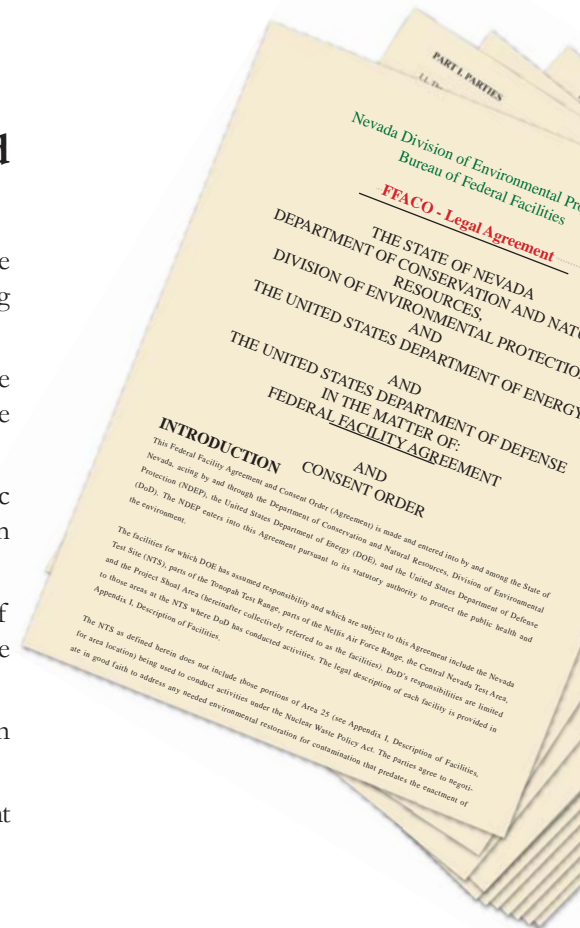 d
e
g
e
e
c
n
f
e
n
nt
PART I. PARTIES
Nevada Division of Environmental Pro
Bureau of Federal Facilities
FFACO - Legal Agreement
THE STATE OF NEVADA
DEPARTMENT OF CONSERVATION AND NATU
RESOURCES,
DIVISION OF ENVIRONMENTAL PROTECTION
AND
THE UNITED STATES DEPARTMENT OF ENERGY
AND
THE UNITED STATES DEPARTMENT OF DEFENSE
IN THE MATTER OF:
FEDERAL FACILITY AGREEMENT
AND
CONSENT ORDER
INTRODUCTION
This Federal Facility Agreement and Consent Order (Agreement) is made and entered into by and among the State of
Nevada, acting by and through the Department of Conservation and Natural Resources, Division of Environmental
Protection (NDEP), the United States Department of Energy (DOE), and the United States Department of Defense
(DoD). The NDEP enters into this Agreement pursuant to its statutory authority to protect the public health and
the environment.
The facilities for which DOE has assumed responsibility and which are subject to this Agreement include the Nevada
Test Site (NTS), parts of the Tonopah Test Range, parts of the Nellis Air Force Range, the Central Nevada Test Area,
and the Project Shoal Area (hereinafter collectively referred to as the facilities). DoD's responsibilities are limited
to those areas at the NTS where DoD has conducted activities. The legal description of each facility is provided in
Appendix I, Description of Facilities.
The NTS as defined herein does not include those portions of Area 25 (see Appendix I, Description of Facilities,
for area location) being used to conduct activities under the Nuclear Waste Policy Act. The parties agree to negoti-
ate in good faith to address any needed environmental restoration for contamination that predates the enactment of